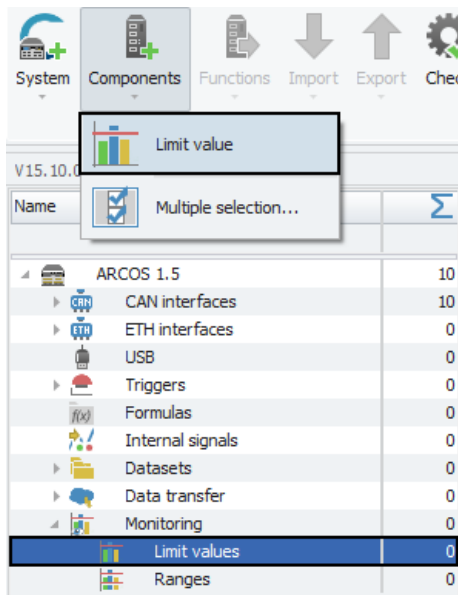 System Components Functions Import Export Chec
Limit value
V15.10.0
Name Multiple selection... Σ
ARCOS 1.5 10
CAN CAN interfaces 10
ETH ETH interfaces 0
USB 0
Triggers 0
f(x) Formulas 0
Internal signals 0
Datasets 0
Data transfer 0
Monitoring 0
Limit values 0
Ranges 0